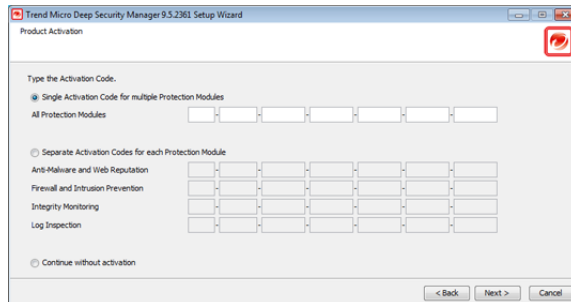 Trend Micro Deep Security Manager 9.5.2361 Setup Wizard
Product Activation
Type the Activation Code.
Single Activation Code for multiple Protection Modules
All Protection Modules - - - - - -
Separate Activation Codes for each Protection Module
Anti-Malware and Web Reputation - - - - - -
Firewall and Intrusion Prevention - - - - - -
Integrity Monitoring - - - - - -
Log Inspection - - - - - -
Continue without activation
< Back Next > Cancel